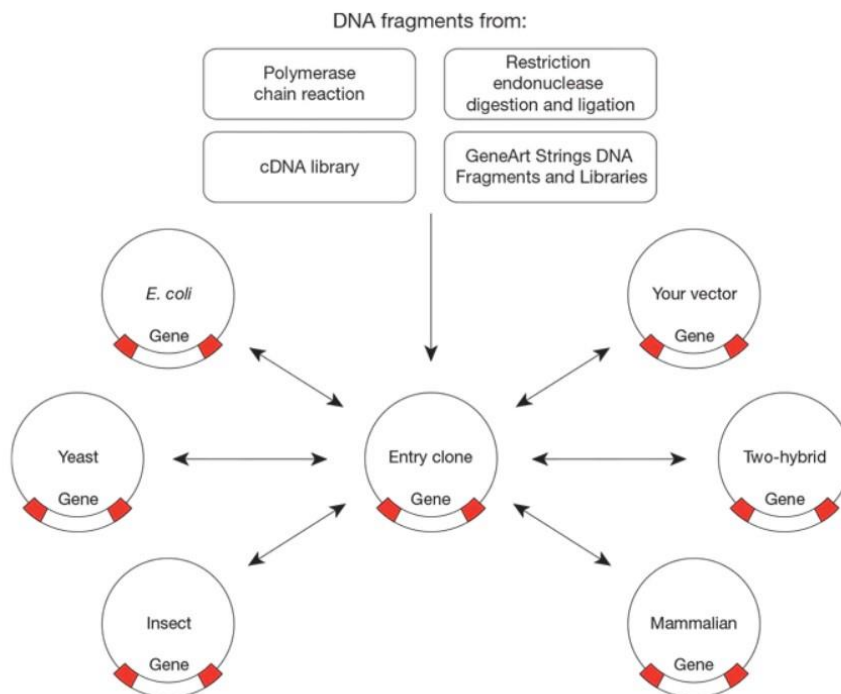 DNA fragments from:
Polymerase
chain reaction
Restriction
endonuclease
digestion and ligation
cDNA library
GeneArt Strings DNA
Fragments and Libraries
E. coli
Gene
Your vector
Gene
Yeast
Gene
Entry clone
Gene
Two-hybrid
Gene
Insect
Gene
Mammalian
Gene